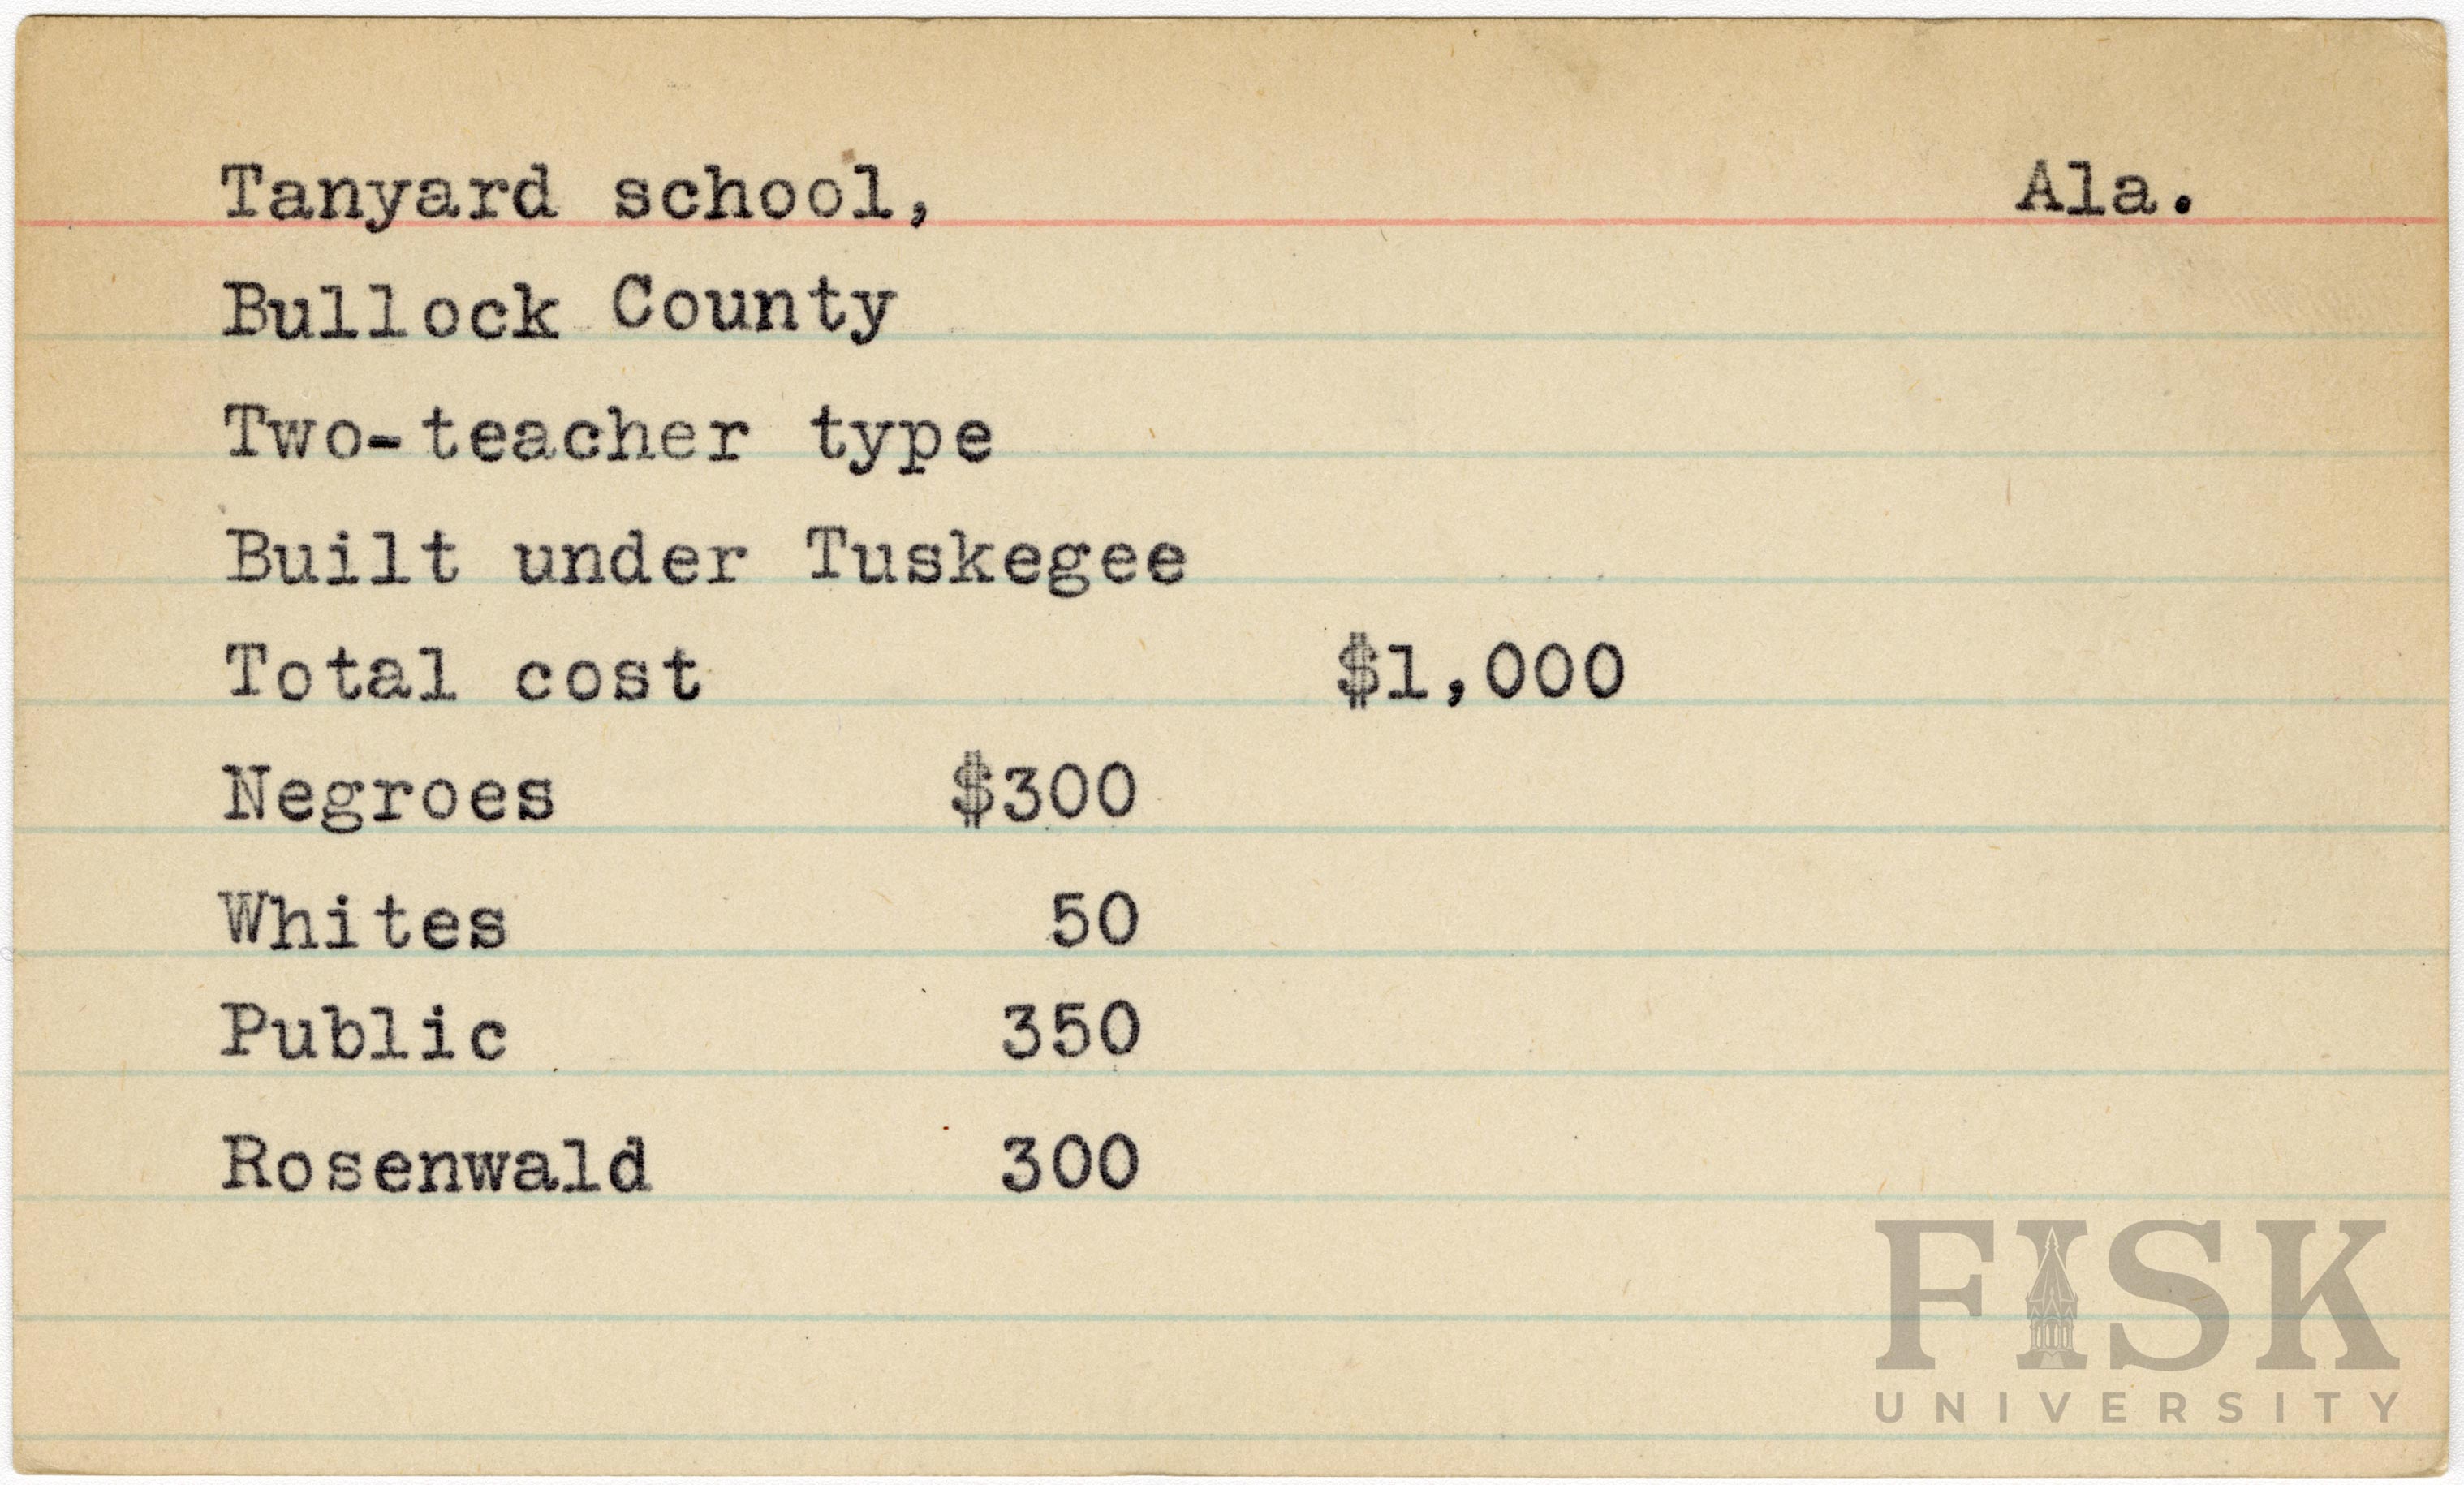 Tanyard school, Ala.
Bullock County
Two-teacher type
Built under Tuskegee
Total cost $1,000
Negroes $300
Whites 50
Public 350
Rosenwald 300
FISK
UNIVERSITY